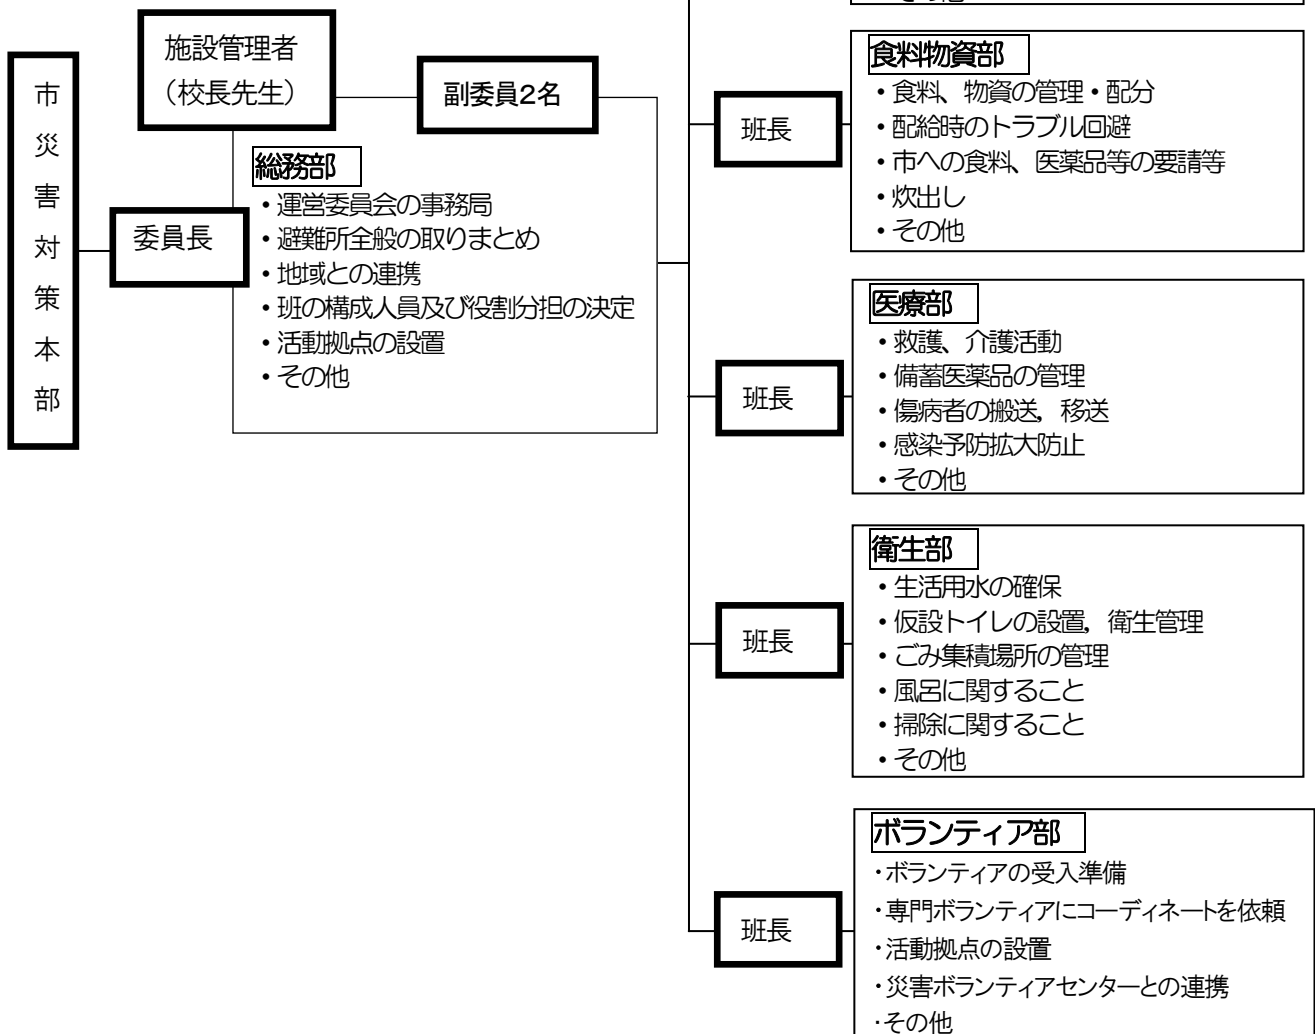 その他
施設管理者
（校長先生）
副委員2名
市災害対策本部
委員長
総務部
・運営委員会の事務局
・避難所全般の取りまとめ
・地域との連携
・班の構成人員及び役割分担の決定
・活動拠点の設置
・その他
班長
食料物資部
・食料、物資の管理・配分
・配給時のトラブル回避
・市への食料、医薬品等の要請等
・炊出し
・その他
班長
医療部
・救護、介護活動
・備蓄医薬品の管理
・傷病者の搬送，移送
・感染予防拡大防止
・その他
班長
衛生部
・生活用水の確保
・仮設トイレの設置，衛生管理
・ごみ集積場所の管理
・風呂に関すること
・掃除に関すること
・その他
班長
ボランティア部
・ボランティアの受入準備
・専門ボランティアにコーディネートを依頼
・活動拠点の設置
・災害ボランティアセンターとの連携
・その他